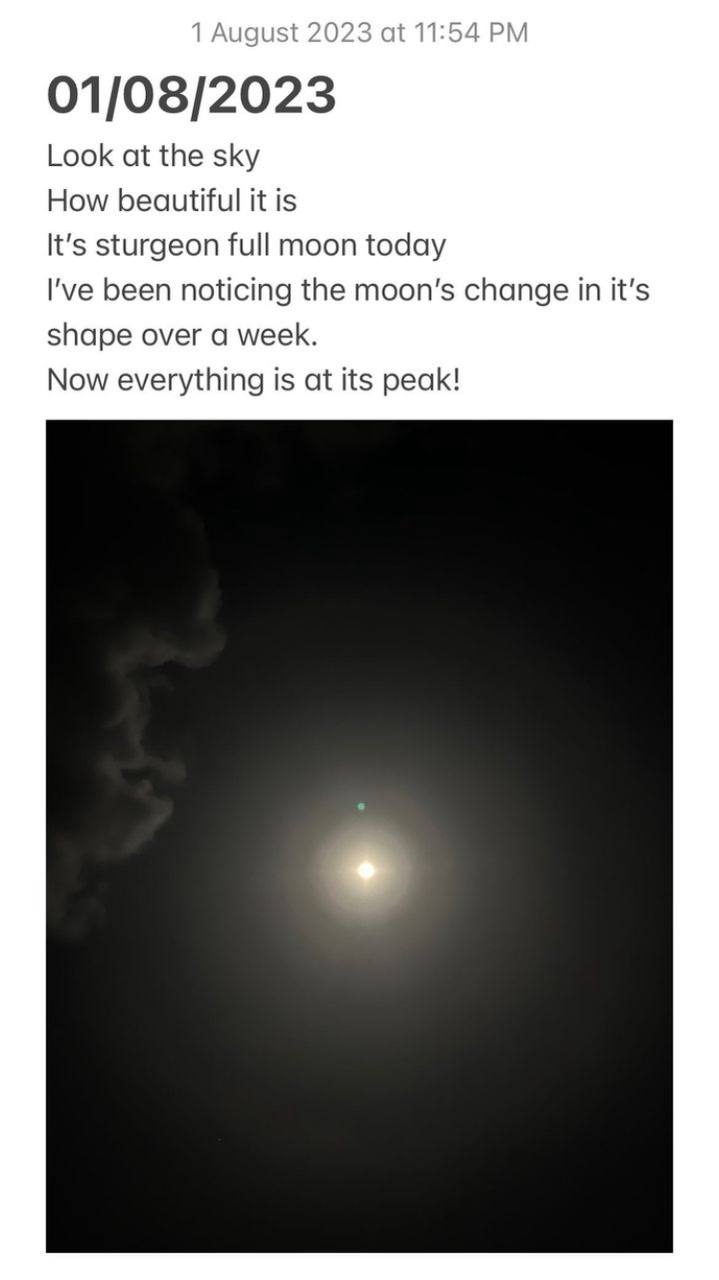 1 August 2023 at 11:54 PM
01/08/2023
Look at the sky
How beautiful it is
It’s sturgeon full moon today
I’ve been noticing the moon’s change in it’s
shape over a week.
Now everything is at its peak!